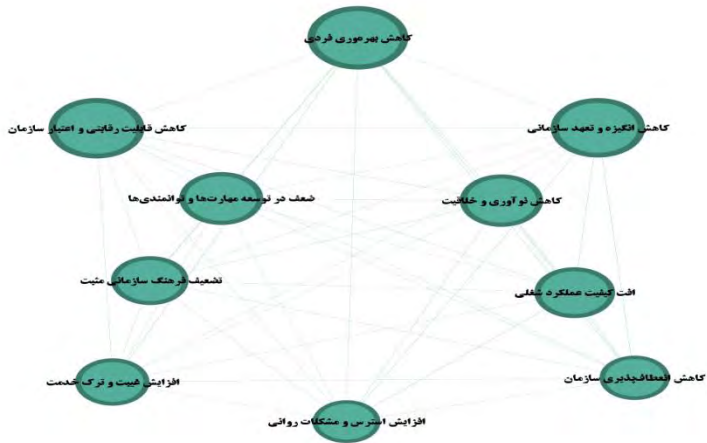 کاهش بهره‌وری فردی
کاهش انگیزه و تعهد سازمانی
کاهش قابلیت رقابتی و اعتبار سازمان
کاهش نوآوری و خلاقیت
ضعف در توسعه مهارت‌ها و توانمندی‌ها
افت کیفیت عملکرد شغلی
تضعیف فرهنگ سازمانی مثبت
کاهش انعطاف‌پذیری سازمان
افزایش غیبت و ترک خدمت
افزایش استرس و مشکلات روانی